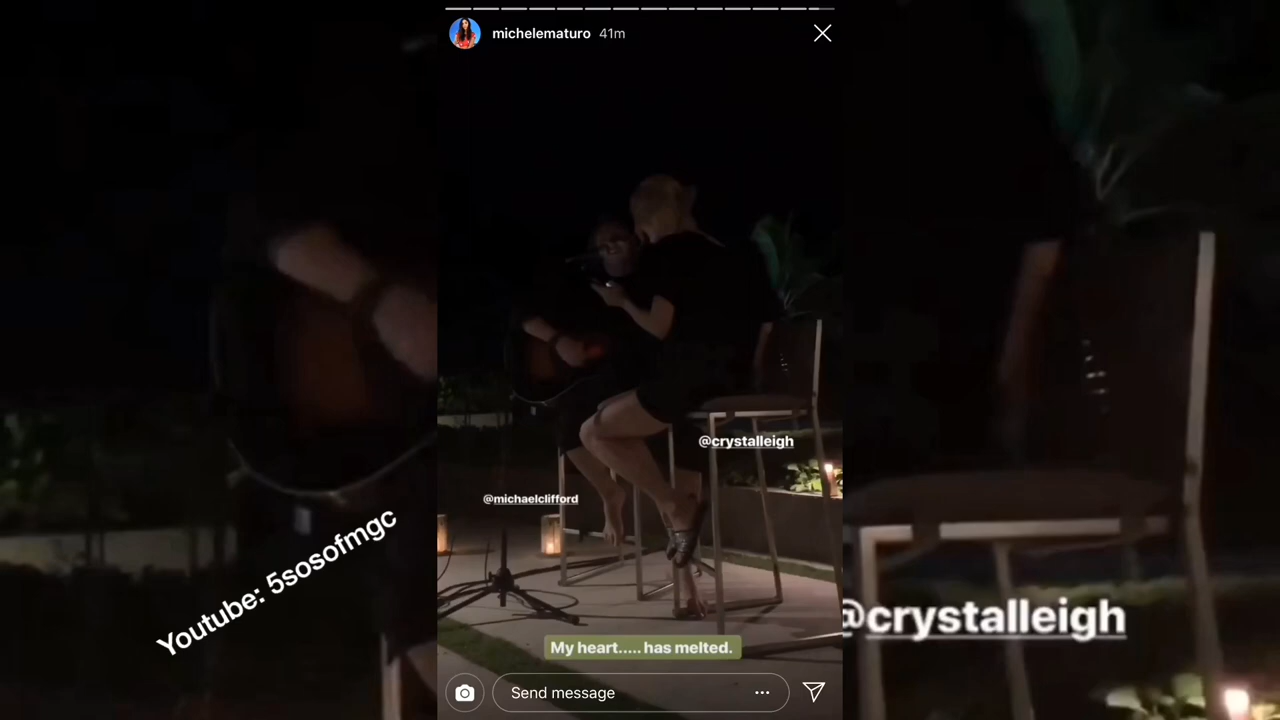 michelematuro 41m
@crystalleigh
@michaelclifford
Youtube: 5sosofmgc
@crystalleigh
My heart..... has melted.
Send message